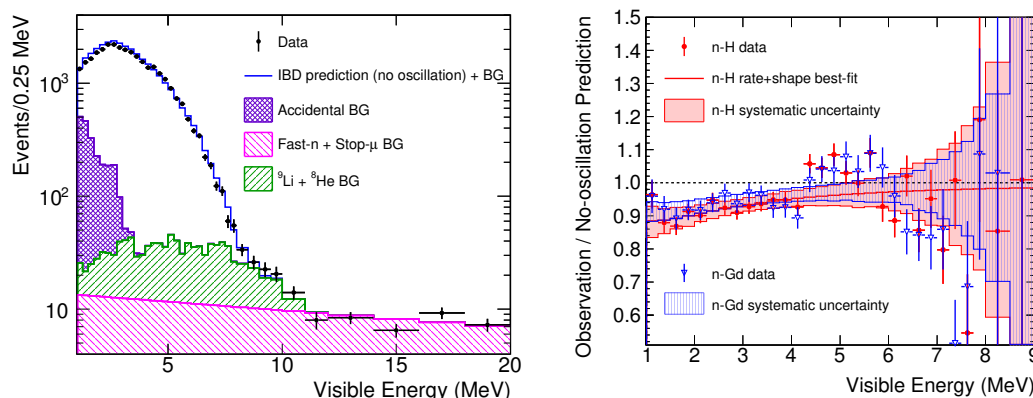 Events/0.25 MeV
10³
10²
10
Data
IBD prediction (no oscillation) + BG
Accidental BG
Fast-n + Stop-μ BG
⁹Li + ⁸He BG
5 10 15 20
Visible Energy (MeV)
Observation / No-oscillation Prediction
1.5
1.4
1.3
1.2
1.1
1.0
0.9
0.8
0.7
0.6
n-H data
n-H rate+shape best-fit
n-H systematic uncertainty
n-Gd data
n-Gd systematic uncertainty
1 2 3 4 5 6 7 8 9
Visible Energy (MeV)